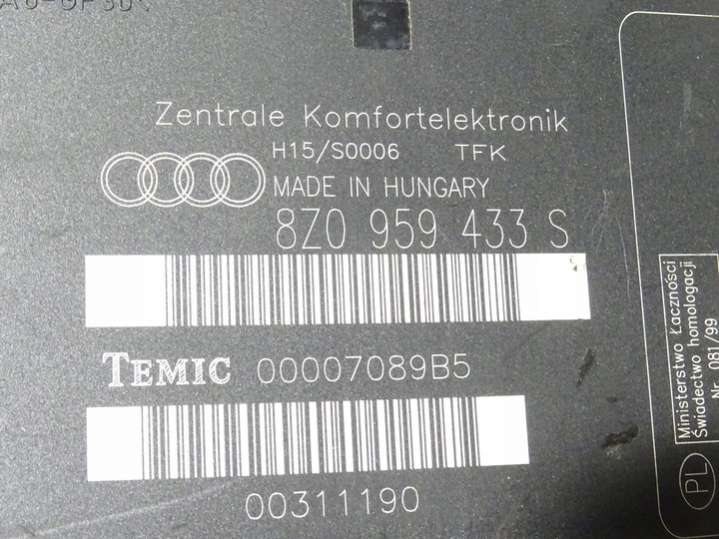 Zentrale Komfortelektronik
H15/S0006 TFK
MADE IN HUNGARY
8Z0 959 433 S
TEMIC 00007089B5
00311190
Ministerstwo Łączności
Świadectwo homologacji
Nr 081/99
PL